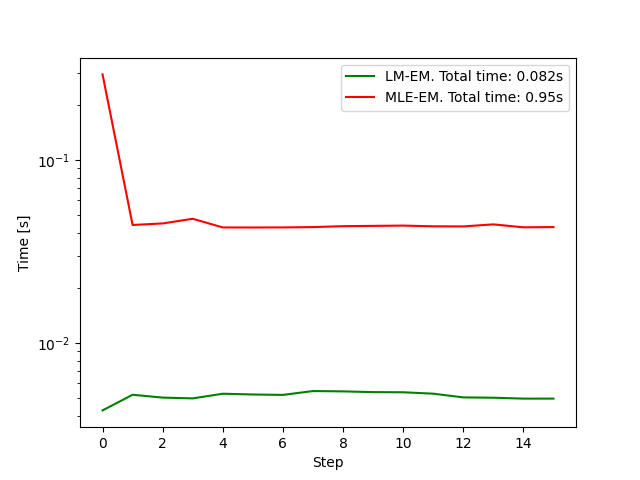 LM-EM. Total time: 0.082s
MLE-EM. Total time: 0.95s
10⁻¹
10⁻²
Time [s]
0 2 4 6 8 10 12 14
Step